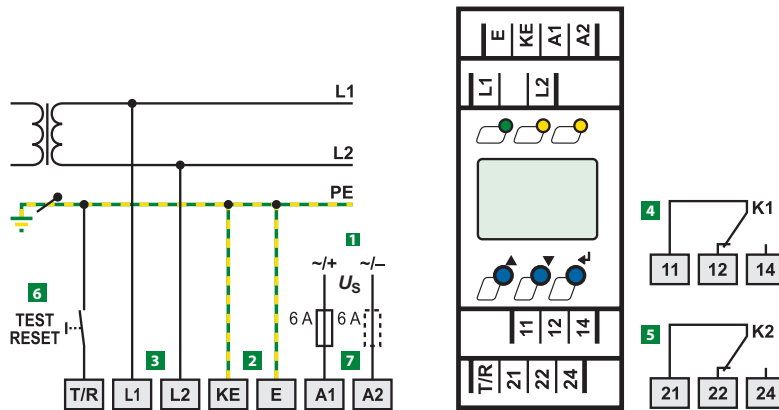 L1
L2
PE
1
~/+ ~/–
US
6 A 6 A
6
TEST
RESET
3 2 7
T/R L1 L2 KE E A1 A2
E KE A1 A2
L1 L2
11 12 14
T/R 21 22 24
4 K1
11 12 14
5 K2
21 22 24